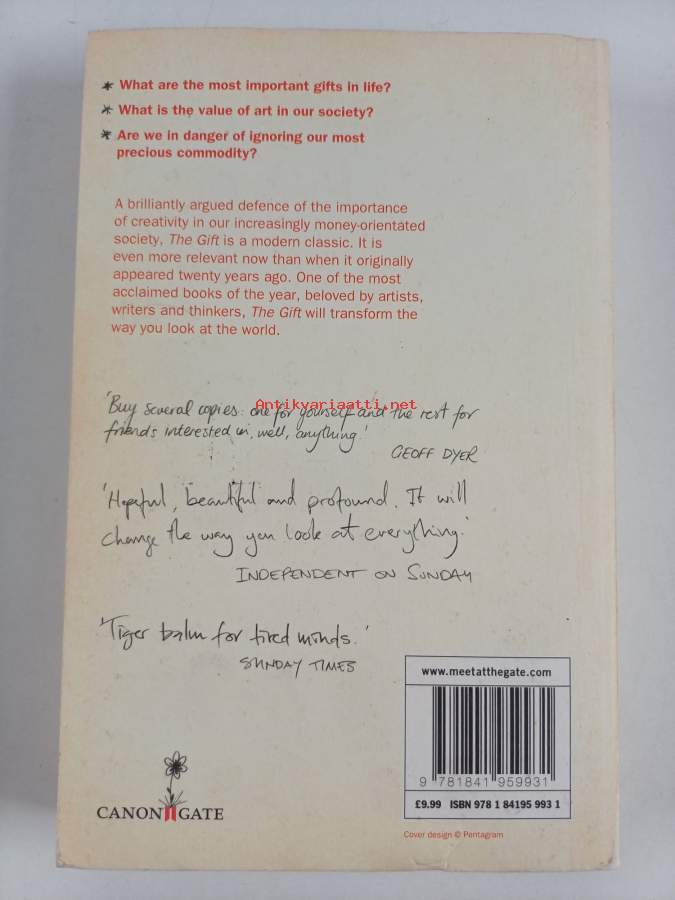 * What are the most important gifts in life?
* What is the value of art in our society?
* Are we in danger of ignoring our most
precious commodity?
A brilliantly argued defence of the importance
of creativity in our increasingly money-orientated
society, The Gift is a modern classic. It is
even more relevant now than when it originally
appeared twenty years ago. One of the most
acclaimed books of the year, beloved by artists,
writers and thinkers, The Gift will transform the
way you look at the world.
Antikvariaatti.net
'Buy several copies: one for yourself and the rest for
friends interested in, well, anything'
GEOFF DYER
'Hopeful, beautiful and profound. It will
change the way you look at everything.'
INDEPENDENT ON SUNDAY
'Tiger balm for tired minds.'
SUNDAY TIMES
www.meetatthegate.com
9 781841 959931
£9.99 ISBN 978 1 84195 993 1
CANONGATE
Cover design © Pentagram